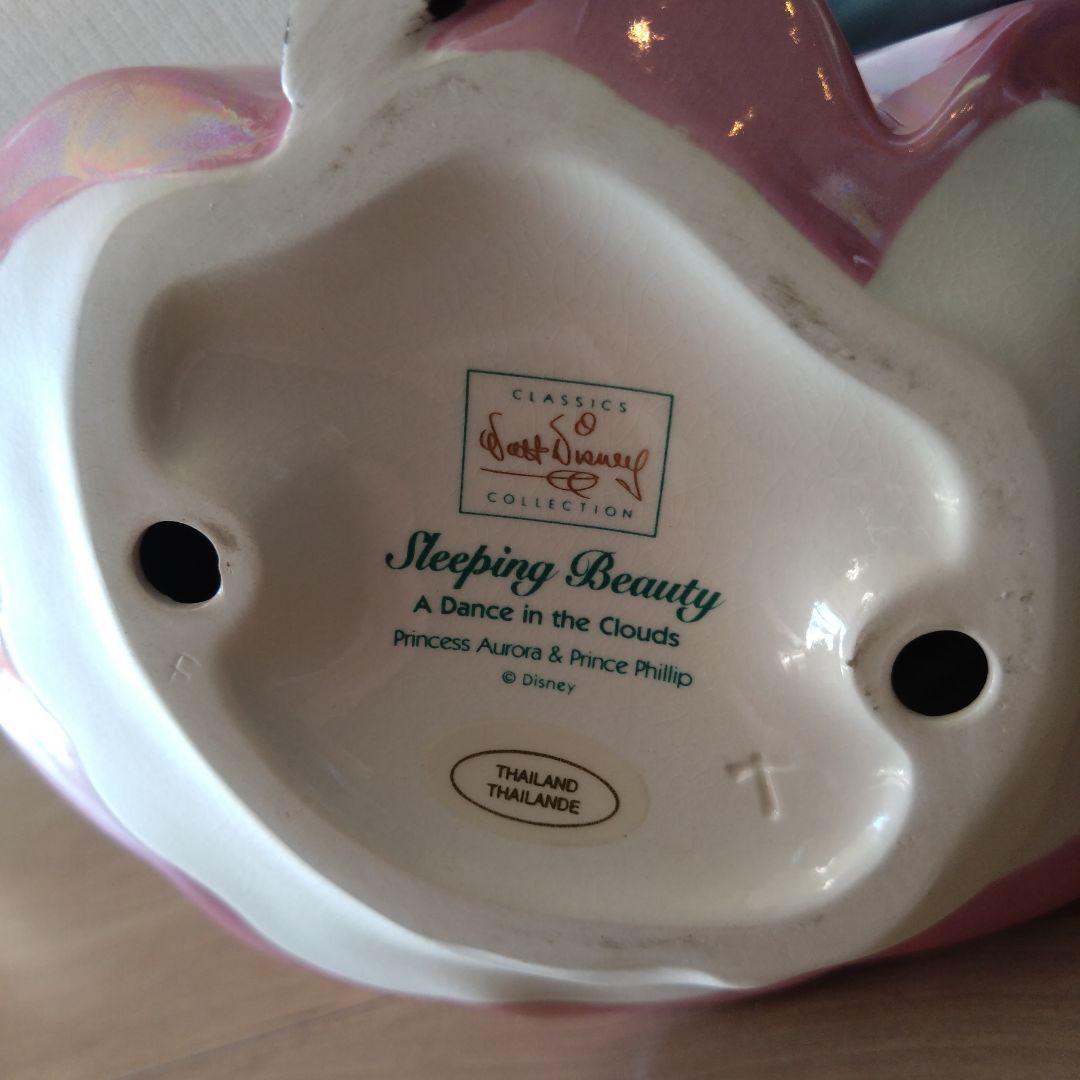 CLASSICS
Walt Disney
COLLECTION
Sleeping Beauty
A Dance in the Clouds
Princess Aurora & Prince Phillip
© Disney
THAILAND
THAILANDE